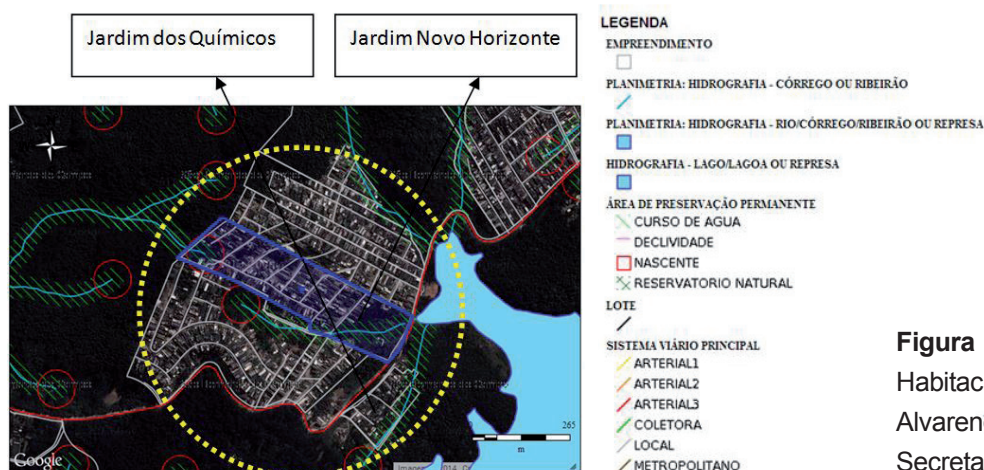 Jardim dos Químicos
Jardim Novo Horizonte
265
m
Google
LEGENDA
EMPREENDIMENTO
PLANIMETRIA: HIDROGRAFIA - CÓRREGO OU RIBEIRÃO
PLANIMETRIA: HIDROGRAFIA - RIO/CÓRREGO/RIBEIRÃO OU REPRESA
HIDROGRAFIA - LAGO/LAGOA OU REPRESA
ÁREA DE PRESERVAÇÃO PERMANENTE
CURSO DE AGUA
DECLIVIDADE
NASCENTE
RESERVATORIO NATURAL
LOTE
SISTEMA VIÁRIO PRINCIPAL
ARTERIAL1
ARTERIAL2
ARTERIAL3
COLETORA
LOCAL
METROPOLITANO
Figura
Habitac
Alvaren
Secreta